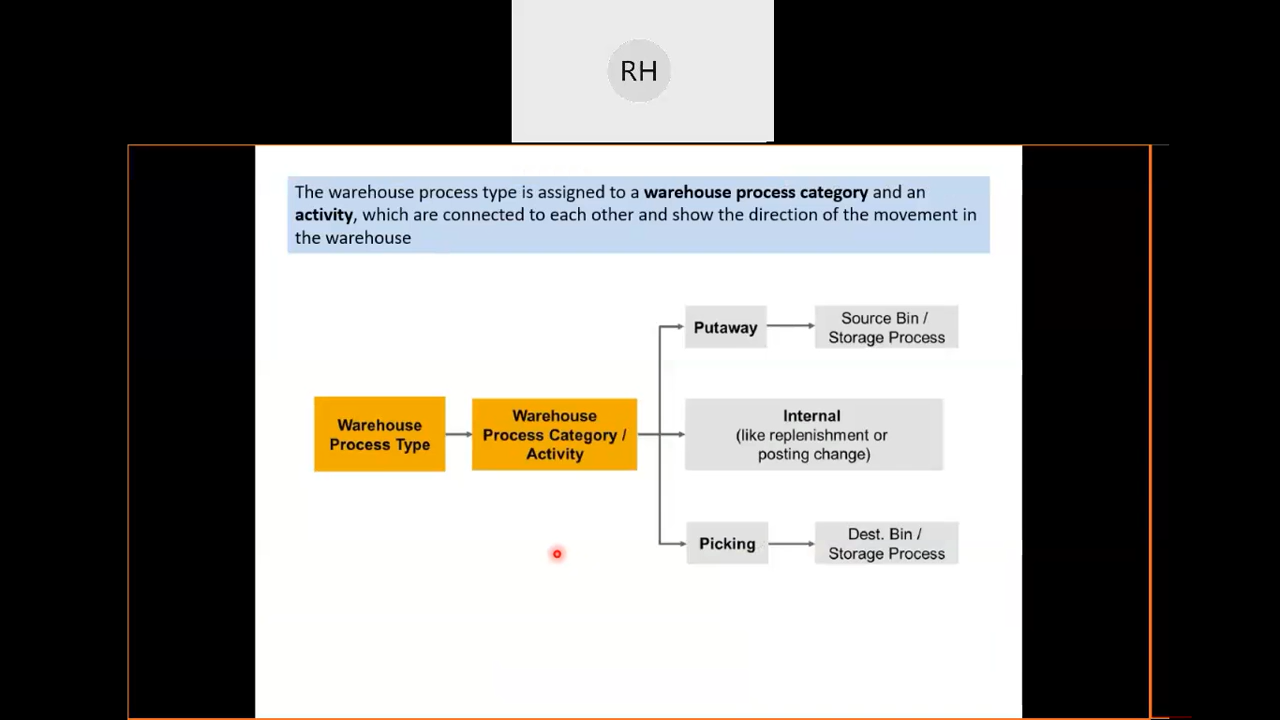 RH
The warehouse process type is assigned to a warehouse process category and an
activity, which are connected to each other and show the direction of the movement in
the warehouse
Putaway
Source Bin /
Storage Process
Warehouse
Process Type
Warehouse
Process Category /
Activity
Internal
(like replenishment or
posting change)
Picking
Dest. Bin /
Storage Process